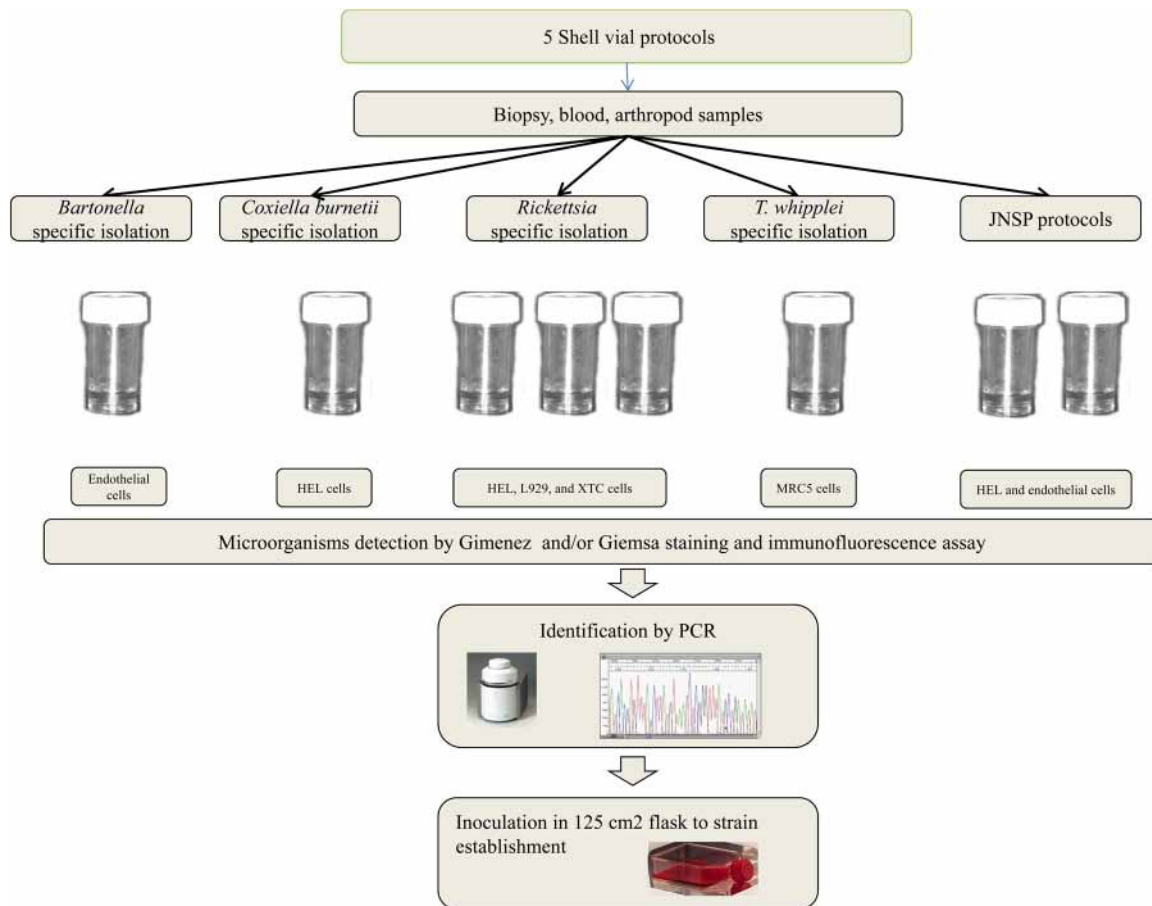 5 Shell vial protocols
Biopsy, blood, arthropod samples
Bartonella
specific isolation
Coxiella burnetii
specific isolation
Rickettsia
specific isolation
T. whipplei
specific isolation
JNSP protocols
Endothelial
cells
HEL cells
HEL, L929, and XTC cells
MRC5 cells
HEL and endothelial cells
Microorganisms detection by Gimenez and/or Giemsa staining and immunofluorescence assay
Identification by PCR
Inoculation in 125 cm2 flask to strain
establishment